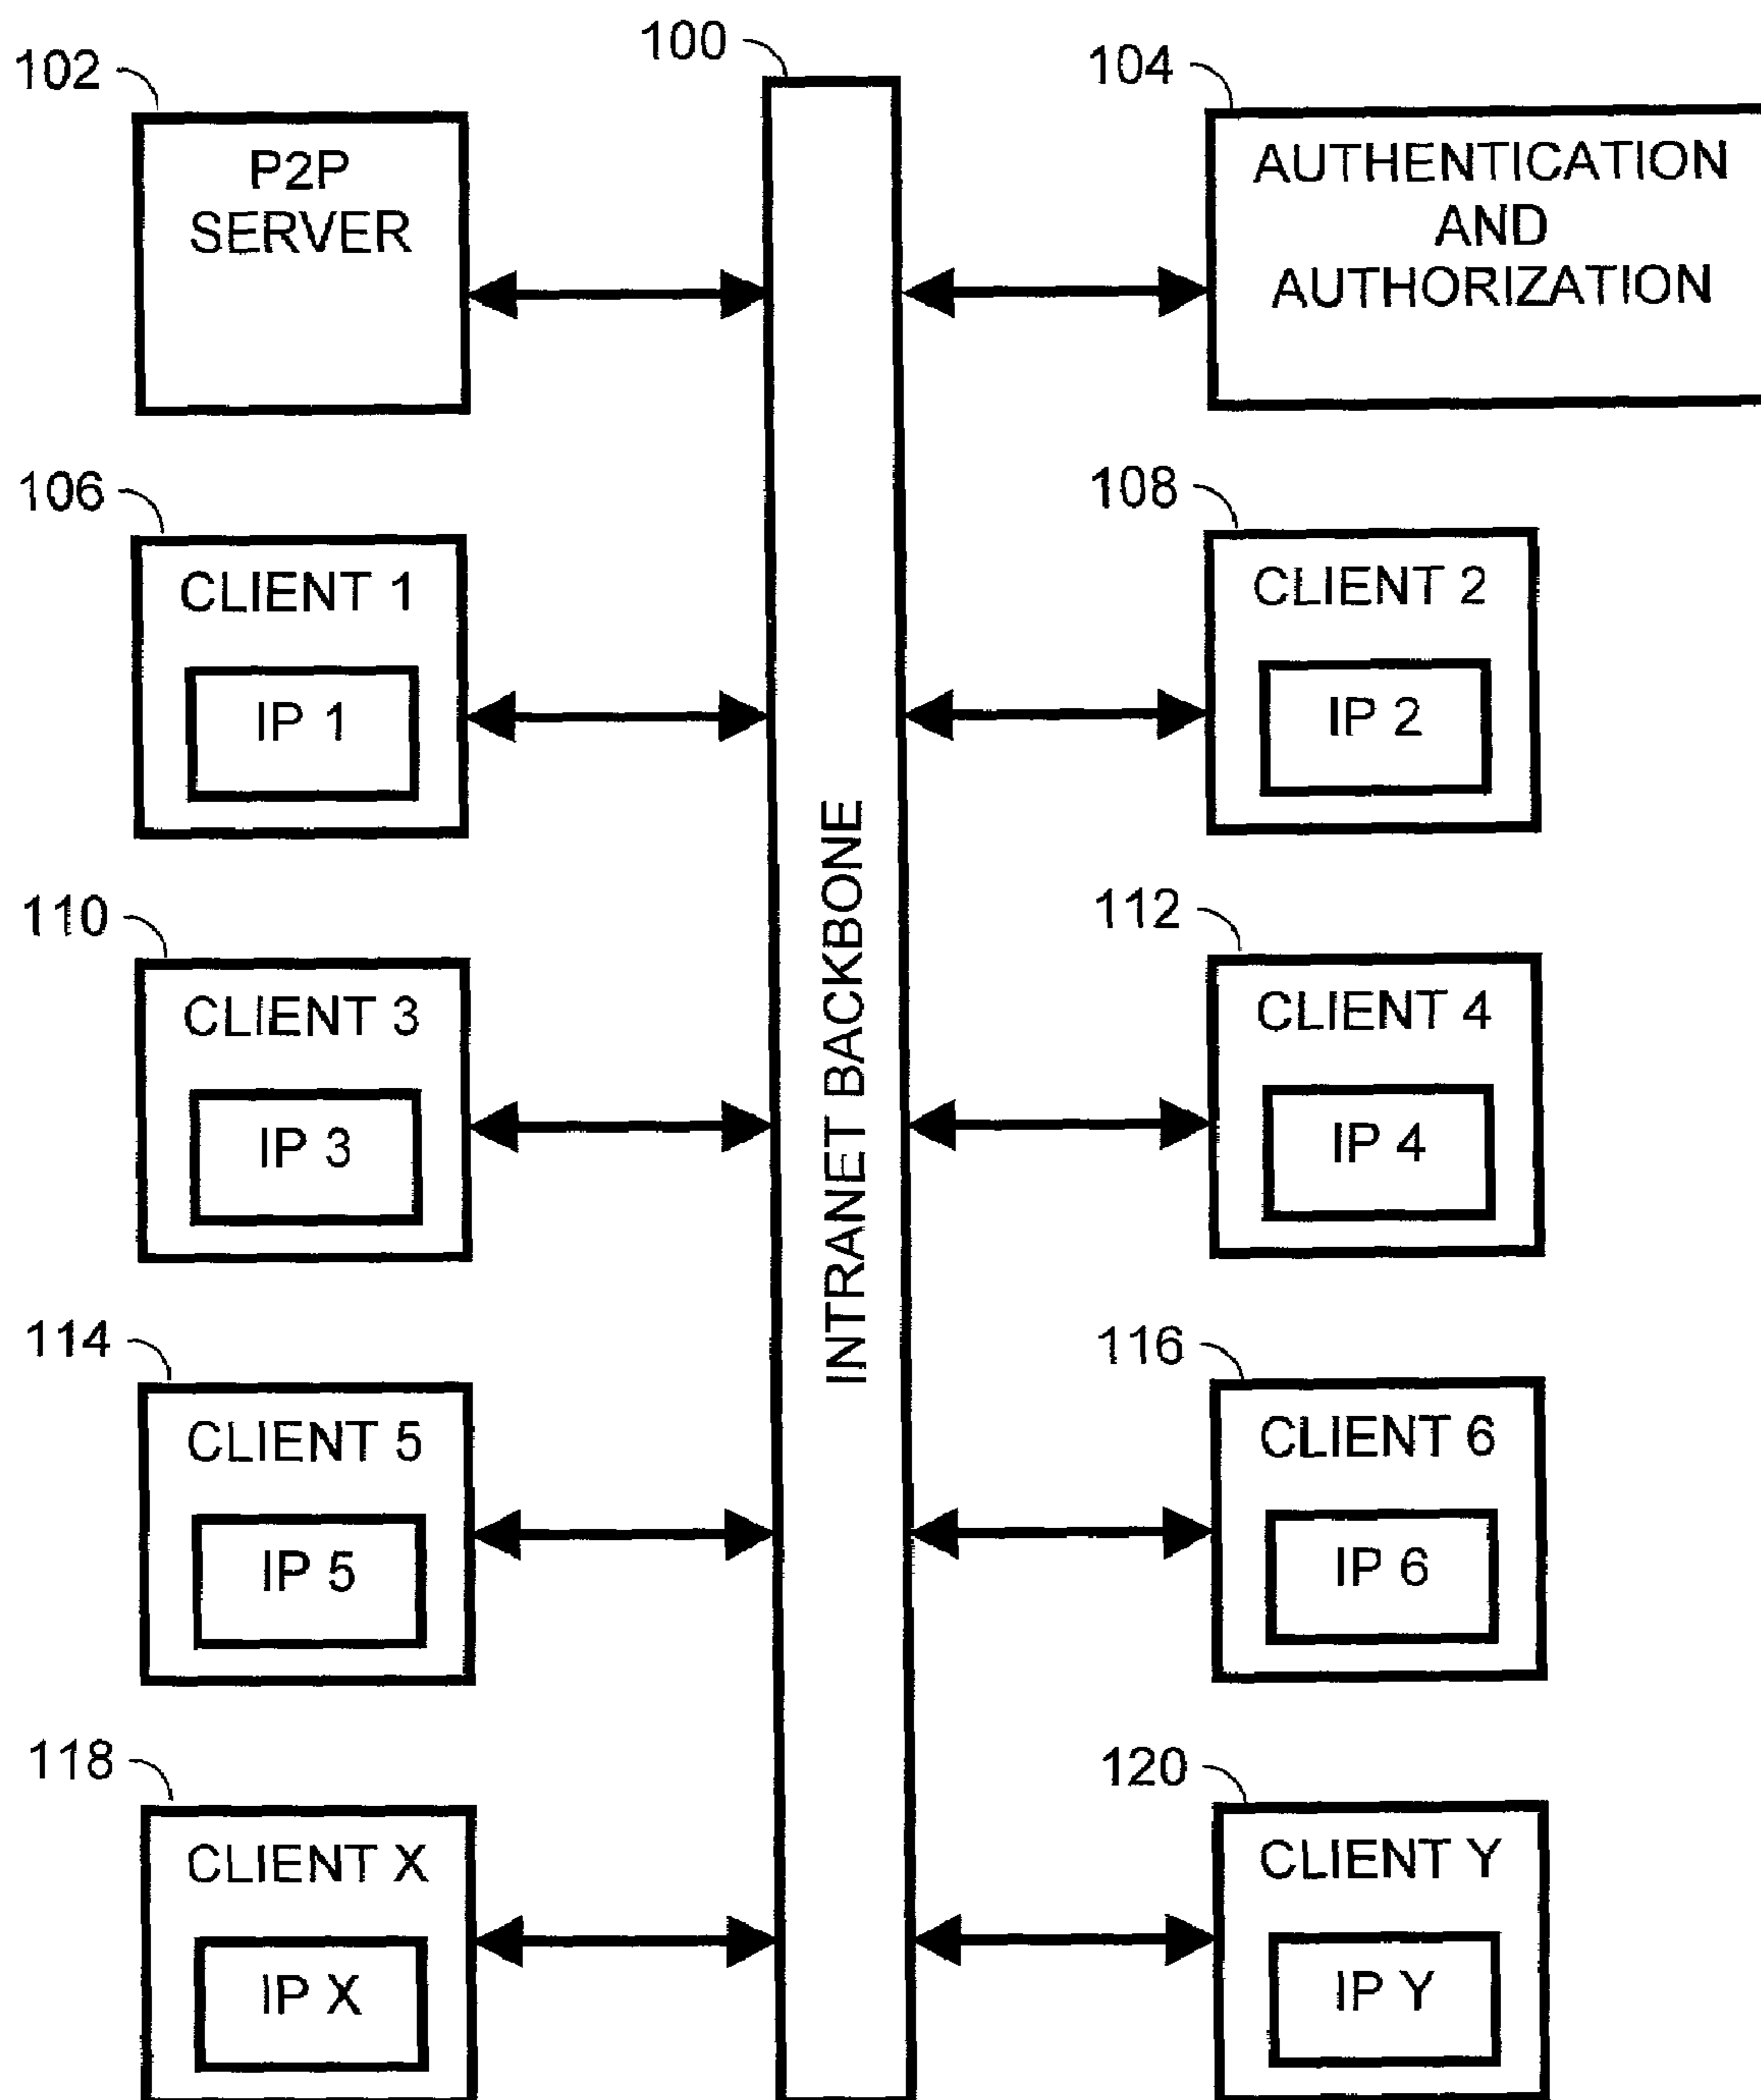 100
102
104
P2P
SERVER
AUTHENTICATION
AND
AUTHORIZATION
106
108
CLIENT 1
IP 1
CLIENT 2
IP 2
INTRANET BACKBONE
110
112
CLIENT 3
IP 3
CLIENT 4
IP 4
114
116
CLIENT 5
IP 5
CLIENT 6
IP 6
118
120
CLIENT X
IP X
CLIENT Y
IP Y